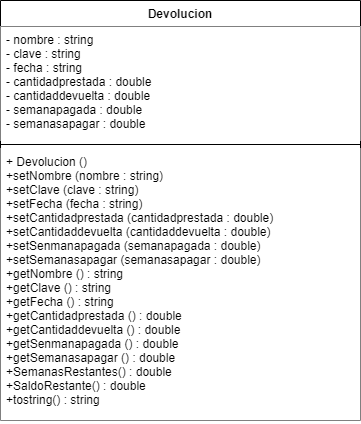 Devolucion
- nombre : string
- clave : string
- fecha : string
- cantidadprestada : double
- cantidaddevuelta : double
- semanapagada : double
- semanasapagar : double
+ Devolucion ()
+setNombre (nombre : string)
+setClave (clave : string)
+setFecha (fecha : string)
+setCantidadprestada (cantidadprestada : double)
+setCantidaddevuelta (cantidaddevuelta : double)
+setSenmanapagada (semanapagada : double)
+setSemanasapagar (semanasapagar : double)
+getNombre () : string
+getClave () : string
+getFecha () : string
+getCantidadprestada () : double
+getCantidaddevuelta () : double
+getSenmanapagada () : double
+getSemanasapagar () : double
+SemanasRestantes() : double
+SaldoRestante() : double
+tostring() : string